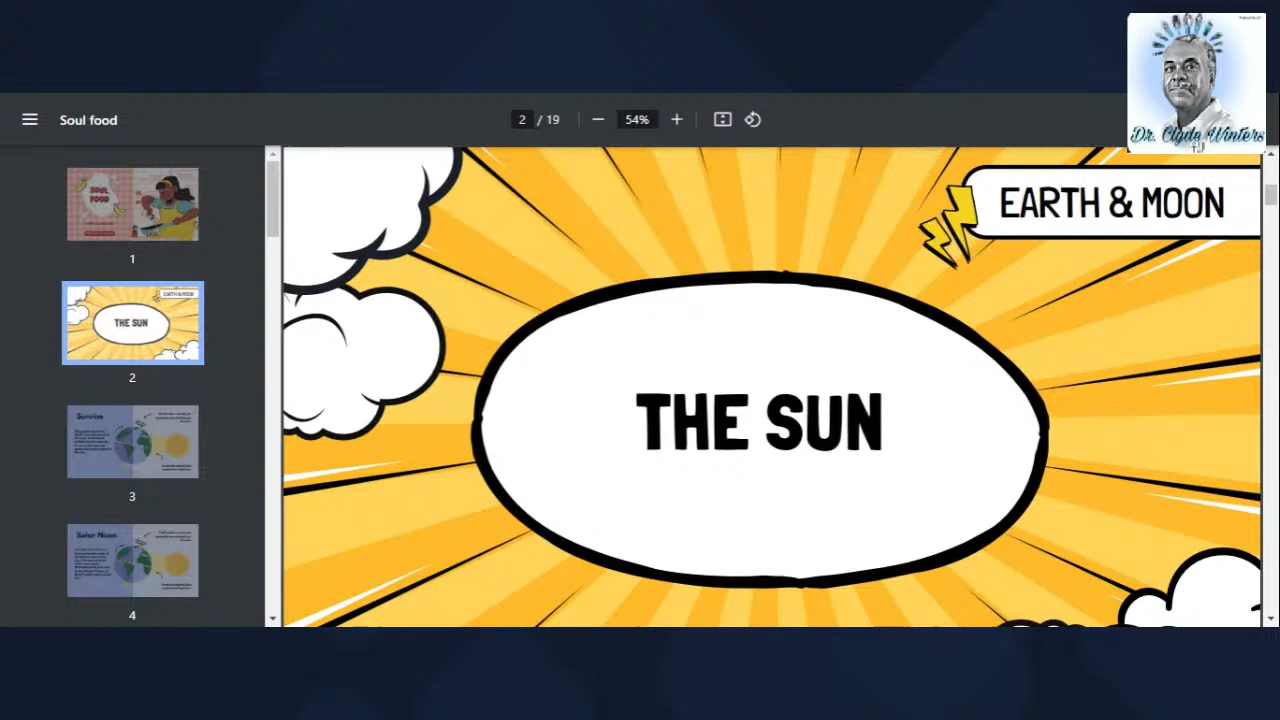 Dr. Clyde Winters
Soul food
2 / 19
54%
SOUL
FOOD
1
EARTH & MOON
THE SUN
2
Sunrise
3
Solar Noon
4
EARTH & MOON
THE SUN